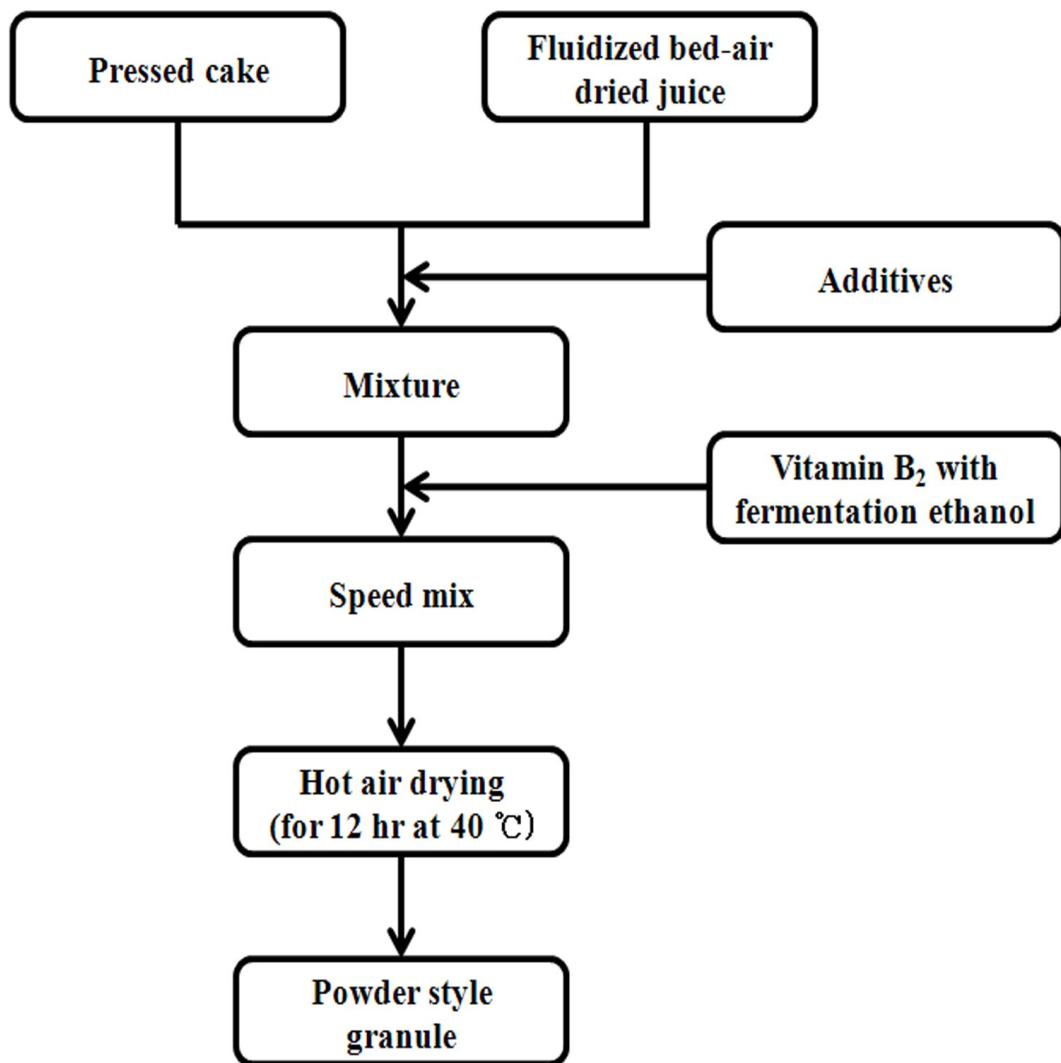 Pressed cake
Fluidized bed-air
dried juice
Additives
Mixture
Vitamin B₂ with
fermentation ethanol
Speed mix
Hot air drying
(for 12 hr at 40 ℃)
Powder style
granule